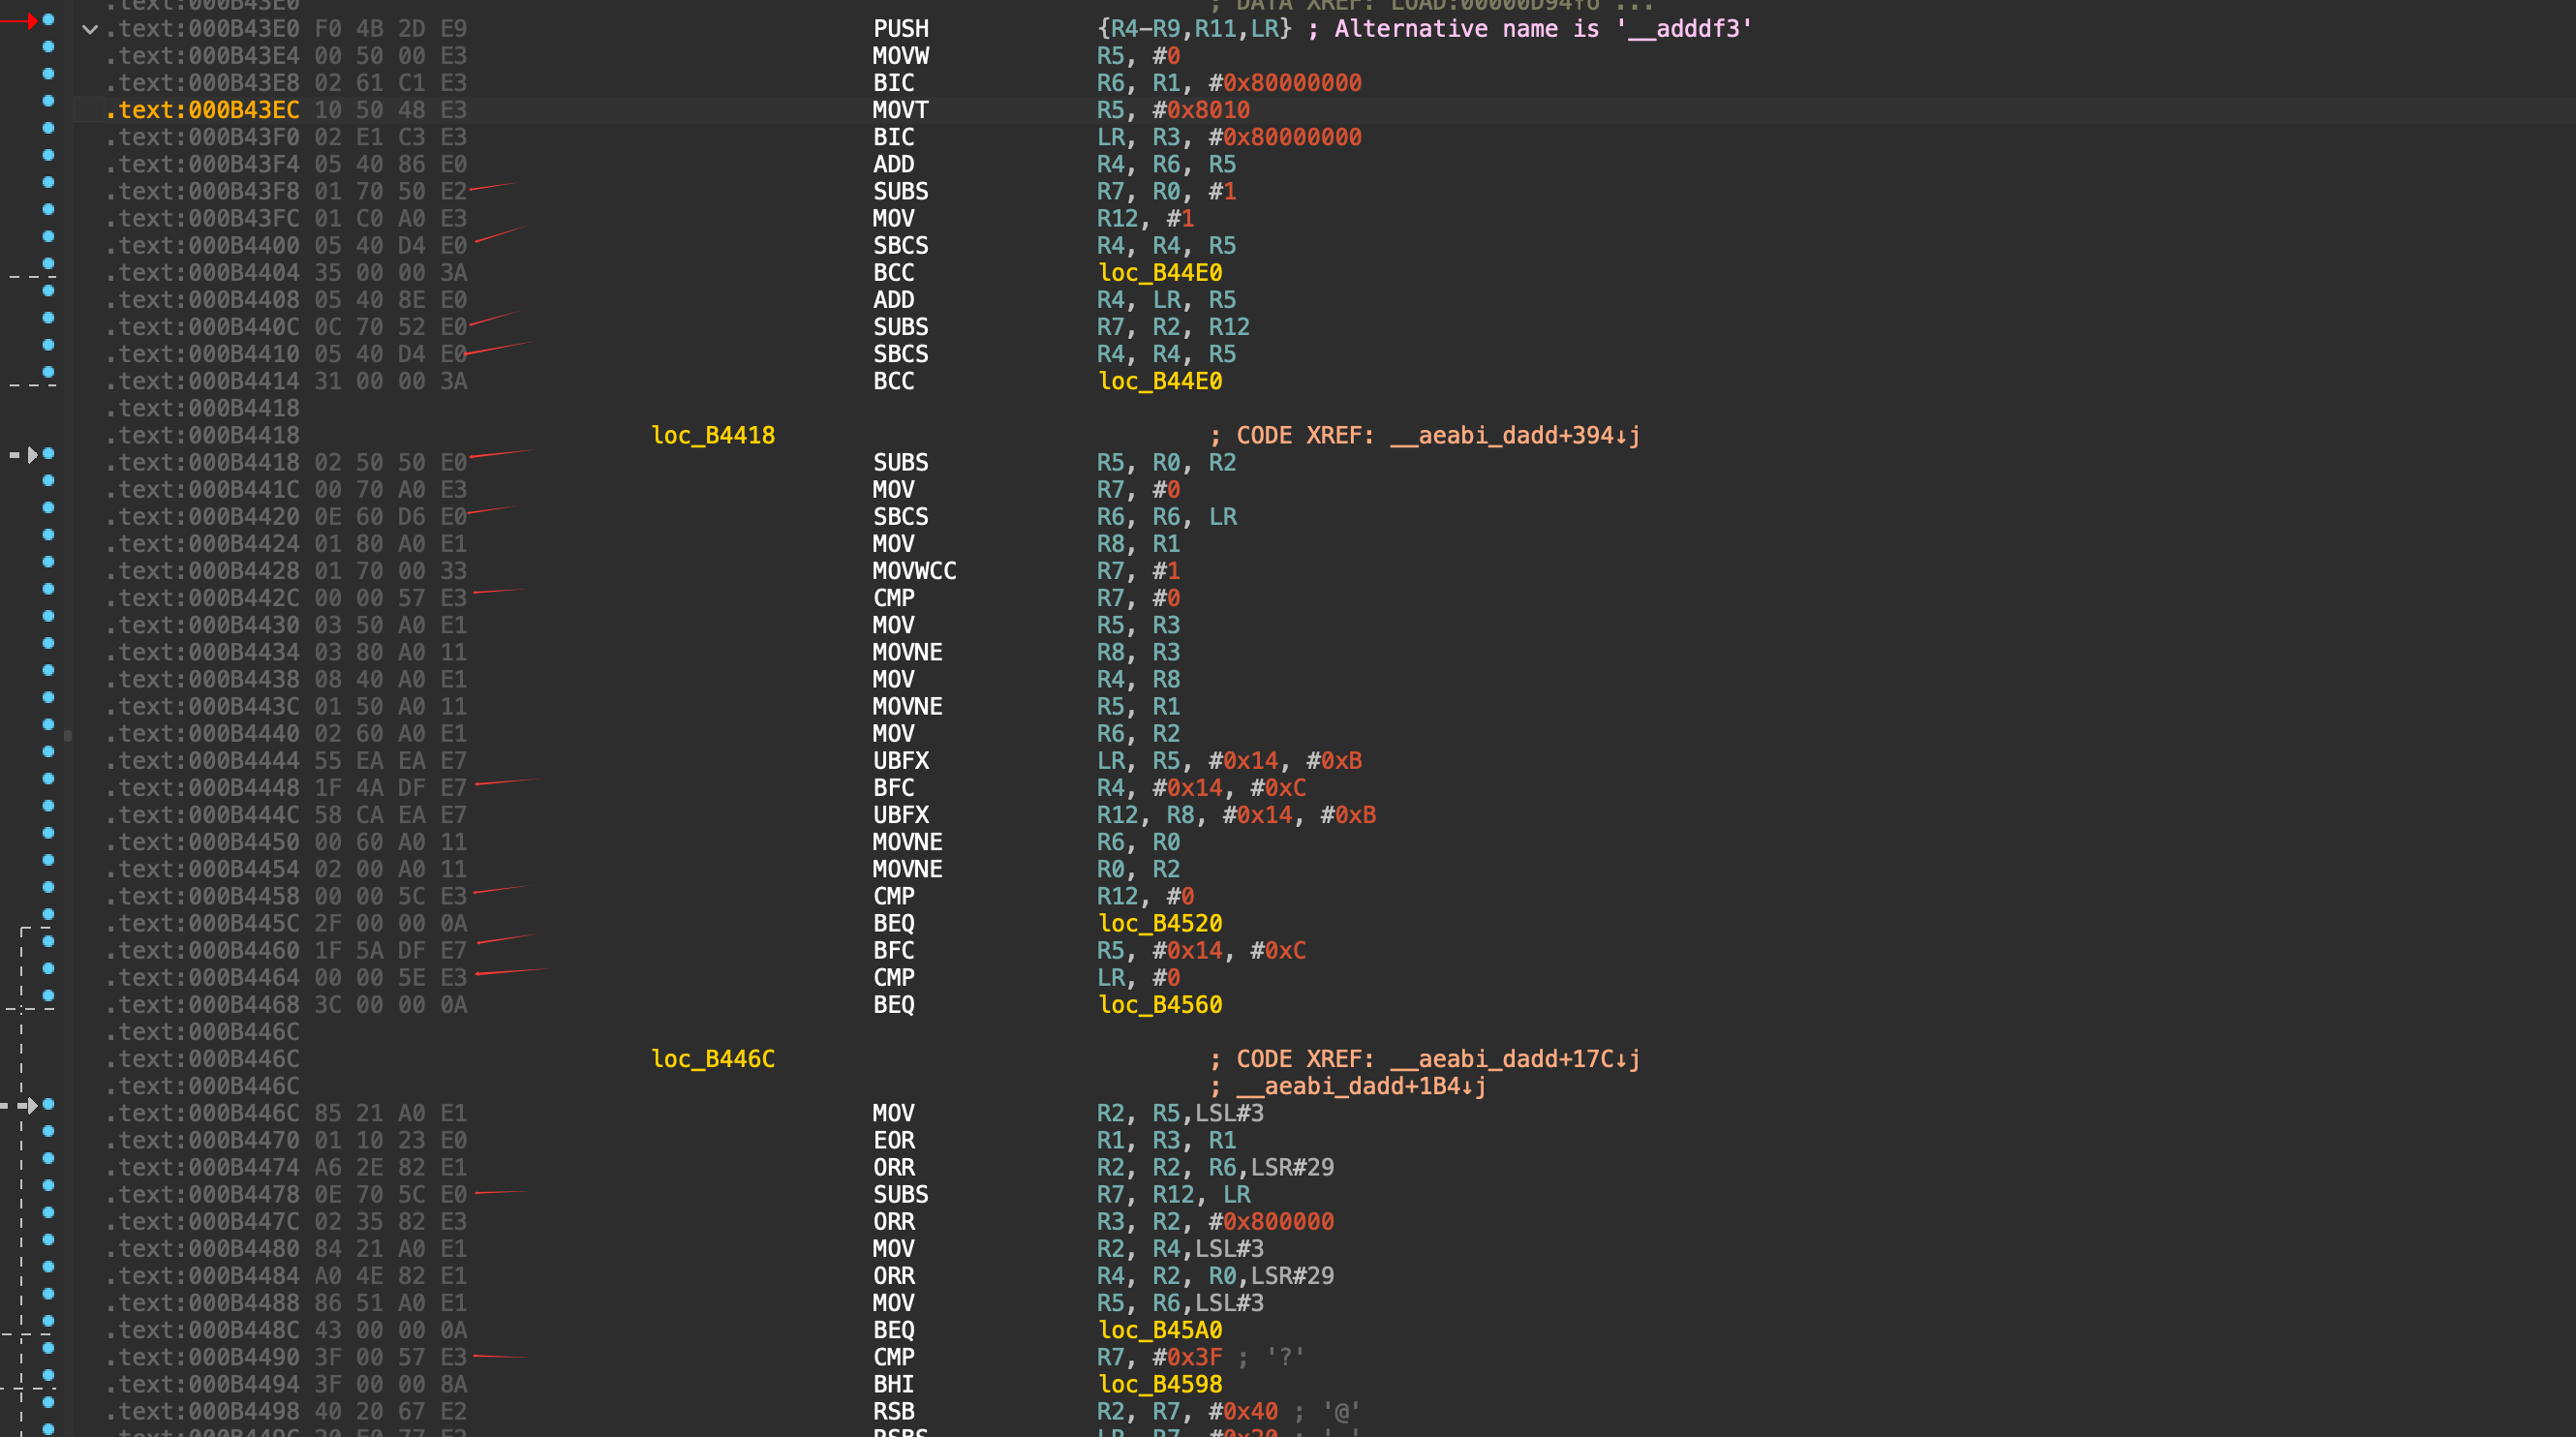 .text:000B43E0 ; DATA XREF: LOAD:00000D94↑o ...
.text:000B43E0 F0 4B 2D E9 PUSH {R4-R9,R11,LR} ; Alternative name is '__adddf3'
.text:000B43E4 00 50 00 E3 MOVW R5, #0
.text:000B43E8 02 61 C1 E3 BIC R6, R1, #0x80000000
.text:000B43EC 10 50 48 E3 MOVT R5, #0x8010
.text:000B43F0 02 E1 C3 E3 BIC LR, R3, #0x80000000
.text:000B43F4 05 40 86 E0 ADD R4, R6, R5
.text:000B43F8 01 70 50 E2 SUBS R7, R0, #1
.text:000B43FC 01 C0 A0 E3 MOV R12, #1
.text:000B4400 05 40 D4 E0 SBCS R4, R4, R5
.text:000B4404 35 00 00 3A BCC loc_B44E0
.text:000B4408 05 40 8E E0 ADD R4, LR, R5
.text:000B440C 0C 70 52 E0 SUBS R7, R2, R12
.text:000B4410 05 40 D4 E0 SBCS R4, R4, R5
.text:000B4414 31 00 00 3A BCC loc_B44E0
.text:000B4418
.text:000B4418 loc_B4418 ; CODE XREF: __aeabi_dadd+394↓j
.text:000B4418 02 50 50 E0 SUBS R5, R0, R2
.text:000B441C 00 70 A0 E3 MOV R7, #0
.text:000B4420 0E 60 D6 E0 SBCS R6, R6, LR
.text:000B4424 01 80 A0 E1 MOV R8, R1
.text:000B4428 01 70 00 33 MOVWCC R7, #1
.text:000B442C 00 00 57 E3 CMP R7, #0
.text:000B4430 03 50 A0 E1 MOV R5, R3
.text:000B4434 03 80 A0 11 MOVNE R8, R3
.text:000B4438 08 40 A0 E1 MOV R4, R8
.text:000B443C 01 50 A0 11 MOVNE R5, R1
.text:000B4440 02 60 A0 E1 MOV R6, R2
.text:000B4444 55 EA EA E7 UBFX LR, R5, #0x14, #0xB
.text:000B4448 1F 4A DF E7 BFC R4, #0x14, #0xC
.text:000B444C 58 CA EA E7 UBFX R12, R8, #0x14, #0xB
.text:000B4450 00 60 A0 11 MOVNE R6, R0
.text:000B4454 02 00 A0 11 MOVNE R0, R2
.text:000B4458 00 00 5C E3 CMP R12, #0
.text:000B445C 2F 00 00 0A BEQ loc_B4520
.text:000B4460 1F 5A DF E7 BFC R5, #0x14, #0xC
.text:000B4464 00 00 5E E3 CMP LR, #0
.text:000B4468 3C 00 00 0A BEQ loc_B4560
.text:000B446C
.text:000B446C loc_B446C ; CODE XREF: __aeabi_dadd+17C↓j
.text:000B446C ; __aeabi_dadd+1B4↓j
.text:000B446C 85 21 A0 E1 MOV R2, R5,LSL#3
.text:000B4470 01 10 23 E0 EOR R1, R3, R1
.text:000B4474 A6 2E 82 E1 ORR R2, R2, R6,LSR#29
.text:000B4478 0E 70 5C E0 SUBS R7, R12, LR
.text:000B447C 02 35 82 E3 ORR R3, R2, #0x800000
.text:000B4480 84 21 A0 E1 MOV R2, R4,LSL#3
.text:000B4484 A0 4E 82 E1 ORR R4, R2, R0,LSR#29
.text:000B4488 86 51 A0 E1 MOV R5, R6,LSL#3
.text:000B448C 43 00 00 0A BEQ loc_B45A0
.text:000B4490 3F 00 57 E3 CMP R7, #0x3F ; '?'
.text:000B4494 3F 00 00 8A BHI loc_B4598
.text:000B4498 40 20 67 E2 RSB R2, R7, #0x40 ; '@'
.text:000B449C 20 E0 77 E2 RSBS LR, R7, #0x20 ; ' '